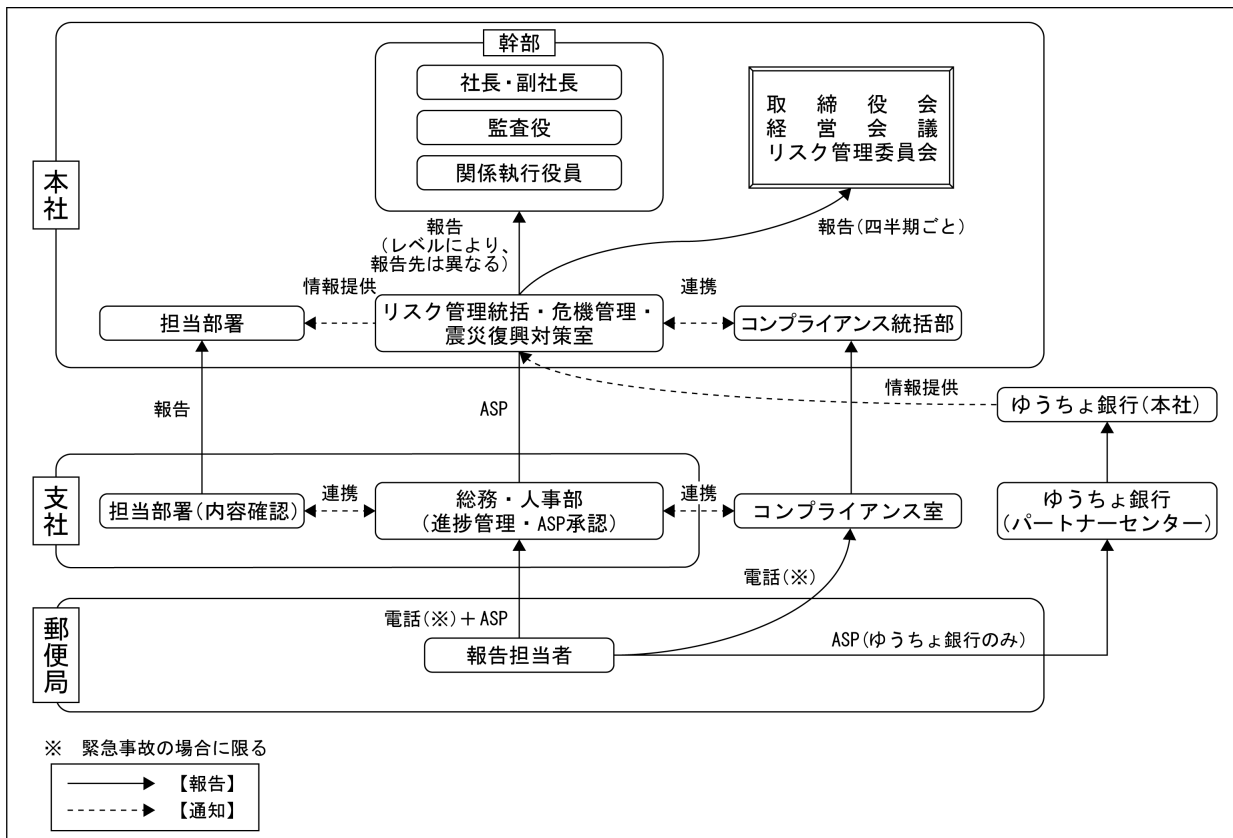 幹部
社長・副社長
監査役
関係執行役員
取締役会
経営会議
リスク管理委員会
本社
報告
(レベルにより、
報告先は異なる)
報告(四半期ごと)
情報提供
連携
担当部署
リスク管理統括・危機管理・
震災復興対策室
コンプライアンス統括部
報告
ASP
情報提供
ゆうちょ銀行(本社)
支社
担当部署(内容確認)
連携
総務・人事部
(進捗管理・ASP承認)
連携
コンプライアンス室
ゆうちょ銀行
(パートナーセンター)
電話(※)
郵便局
電話(※)+ASP
報告担当者
ASP(ゆうちょ銀行のみ)
※ 緊急事故の場合に限る
【報告】
【通知】